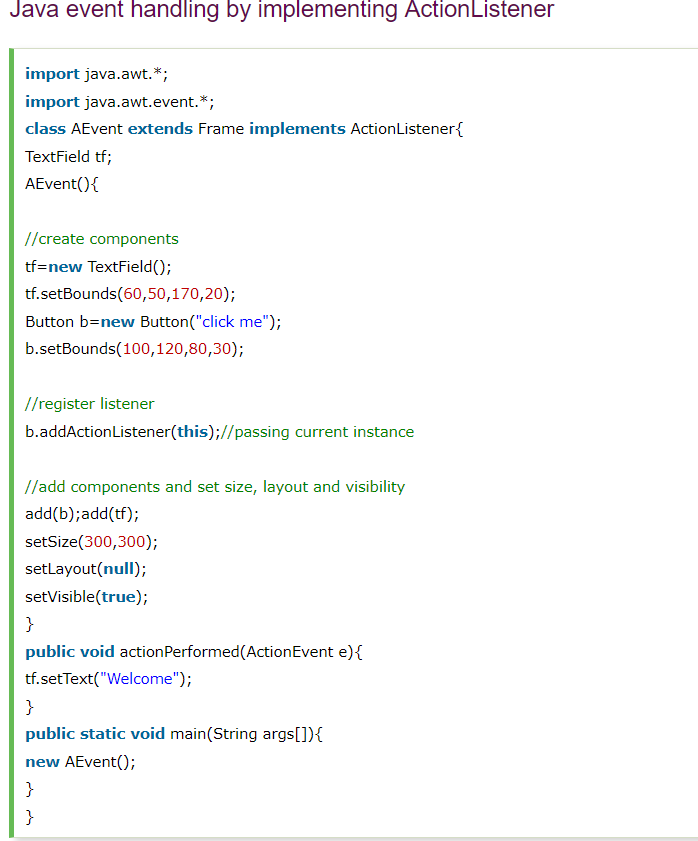 Java event handling by implementing ActionListener
import java.awt.*;
import java.awt.event.*;
class AEvent extends Frame implements ActionListener{
TextField tf;
AEvent(){
//create components
tf=new TextField();
tf.setBounds(60,50,170,20);
Button b=new Button("click me");
b.setBounds(100,120,80,30);
//register listener
b.addActionListener(this);//passing current instance
//add components and set size, layout and visibility
add(b);add(tf);
setSize(300,300);
setLayout(null);
setVisible(true);
}
public void actionPerformed(ActionEvent e){
tf.setText("Welcome");
}
public static void main(String args[]){
new AEvent();
}
}